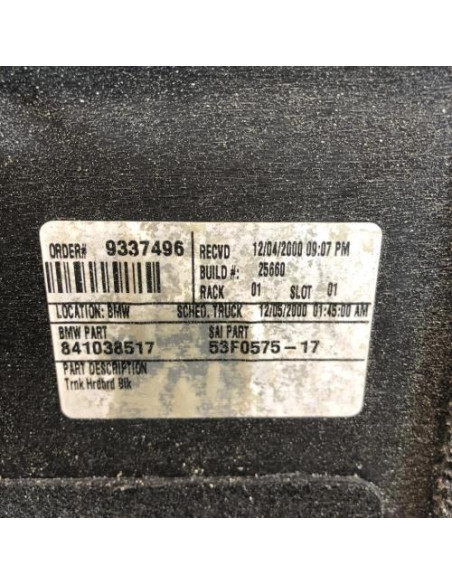 ORDER# 9337496 RECVD 12/04/2000 09:07 PM
BUILD #: 25660
RACK 01 SLOT 01
LOCATION: BMW SCHED. TRUCK 12/05/2000 01:45:00 AM
BMW PART SAI PART
841038517 53F0575-17
PART DESCRIPTION
Trnk Hrdbrd Blk